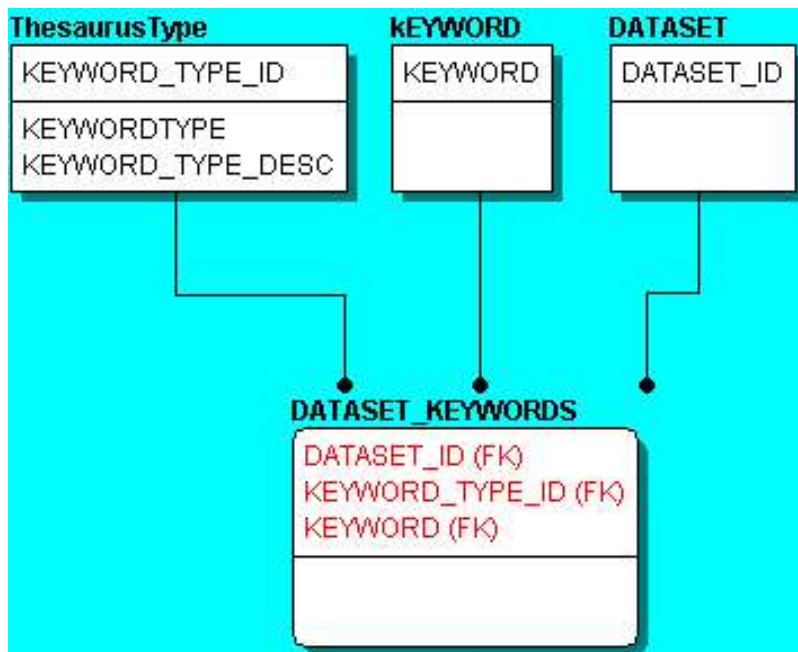 ThesaurusType
KEYWORD_TYPE_ID
KEYWORDTYPE
KEYWORD_TYPE_DESC
kEYWORD
KEYWORD
DATASET
DATASET_ID
DATASET_KEYWORDS
DATASET_ID (FK)
KEYWORD_TYPE_ID (FK)
KEYWORD (FK)